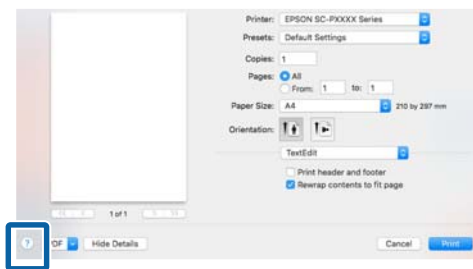 Printer: EPSON SC-PXXXX Series
Presets: Default Settings
Copies: 1
Pages: All
From: 1 to: 1
Paper Size: A4 210 by 297 mm
Orientation:
TextEdit
Print header and footer
Rewrap contents to fit page
1 of 1
? DF Hide Details Cancel Print